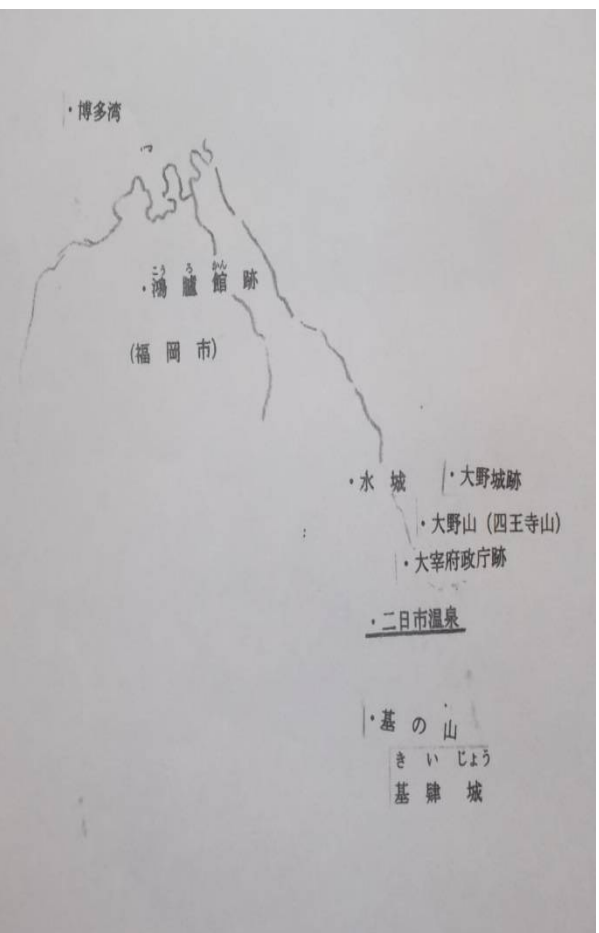 ・博多湾
こうろかん
・鴻臚館跡
(福岡市)
・水城
・大野城跡
・大野山(四王寺山)
・大宰府政庁跡
・二日市温泉
・基の山
きいじょう
基肄城